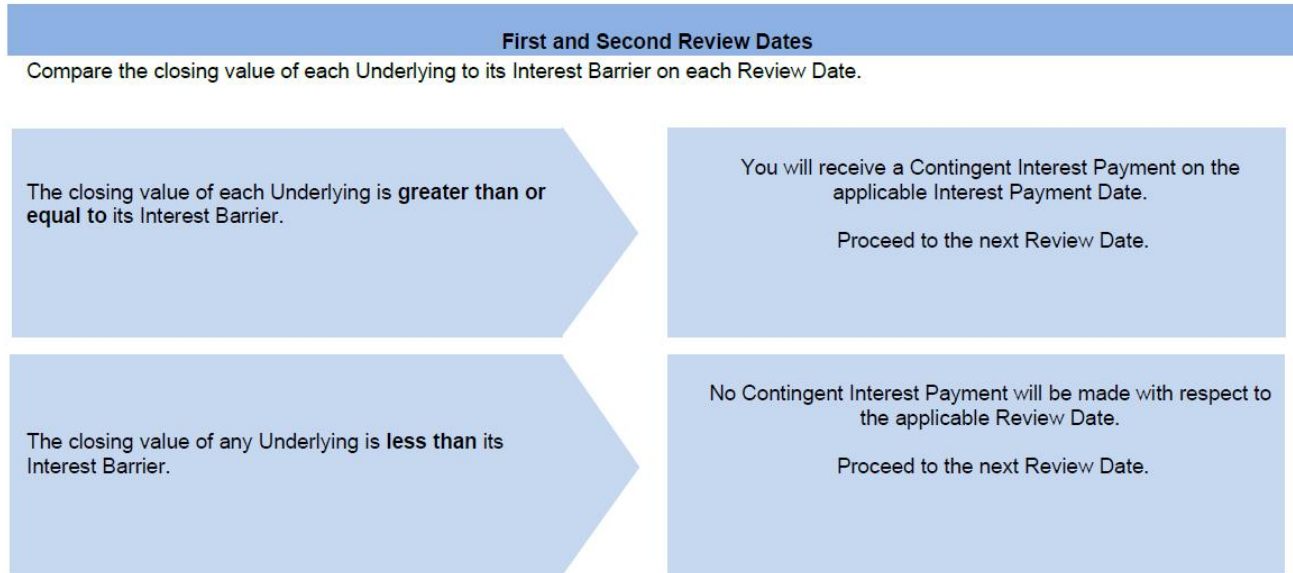 First and Second Review Dates
Compare the closing value of each Underlying to its Interest Barrier on each Review Date.
The closing value of each Underlying is greater than or
equal to its Interest Barrier.
You will receive a Contingent Interest Payment on the
applicable Interest Payment Date.
Proceed to the next Review Date.
The closing value of any Underlying is less than its
Interest Barrier.
No Contingent Interest Payment will be made with respect to
the applicable Review Date.
Proceed to the next Review Date.